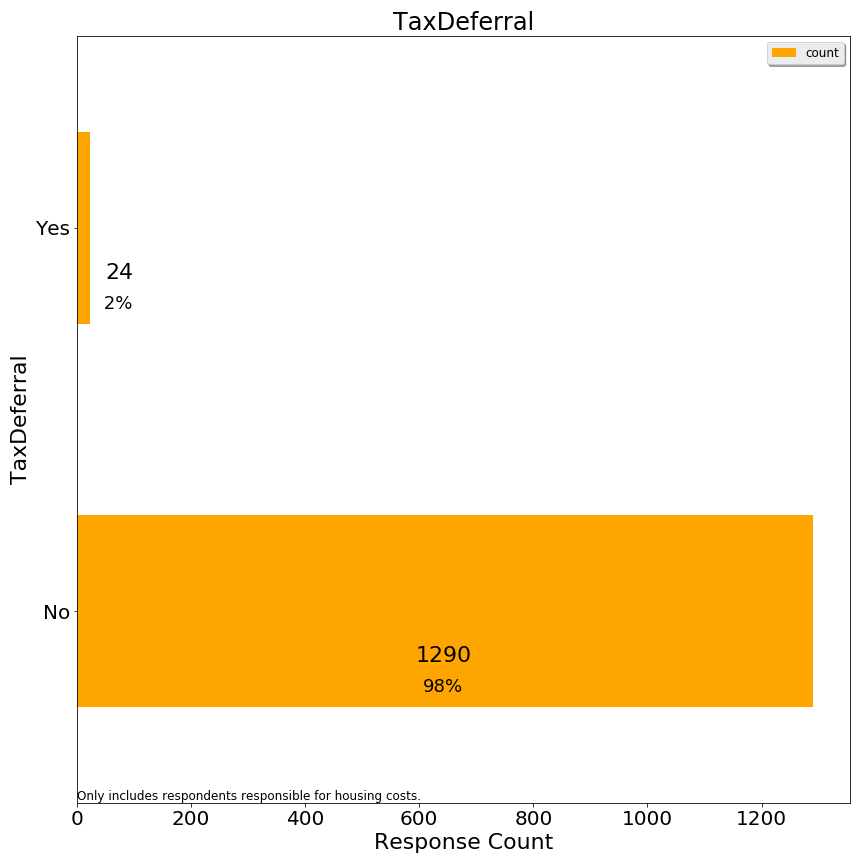 TaxDeferral
count
Yes
24
2%
TaxDeferral
No
1290
98%
Only includes respondents responsible for housing costs.
0 200 400 600 800 1000 1200
Response Count